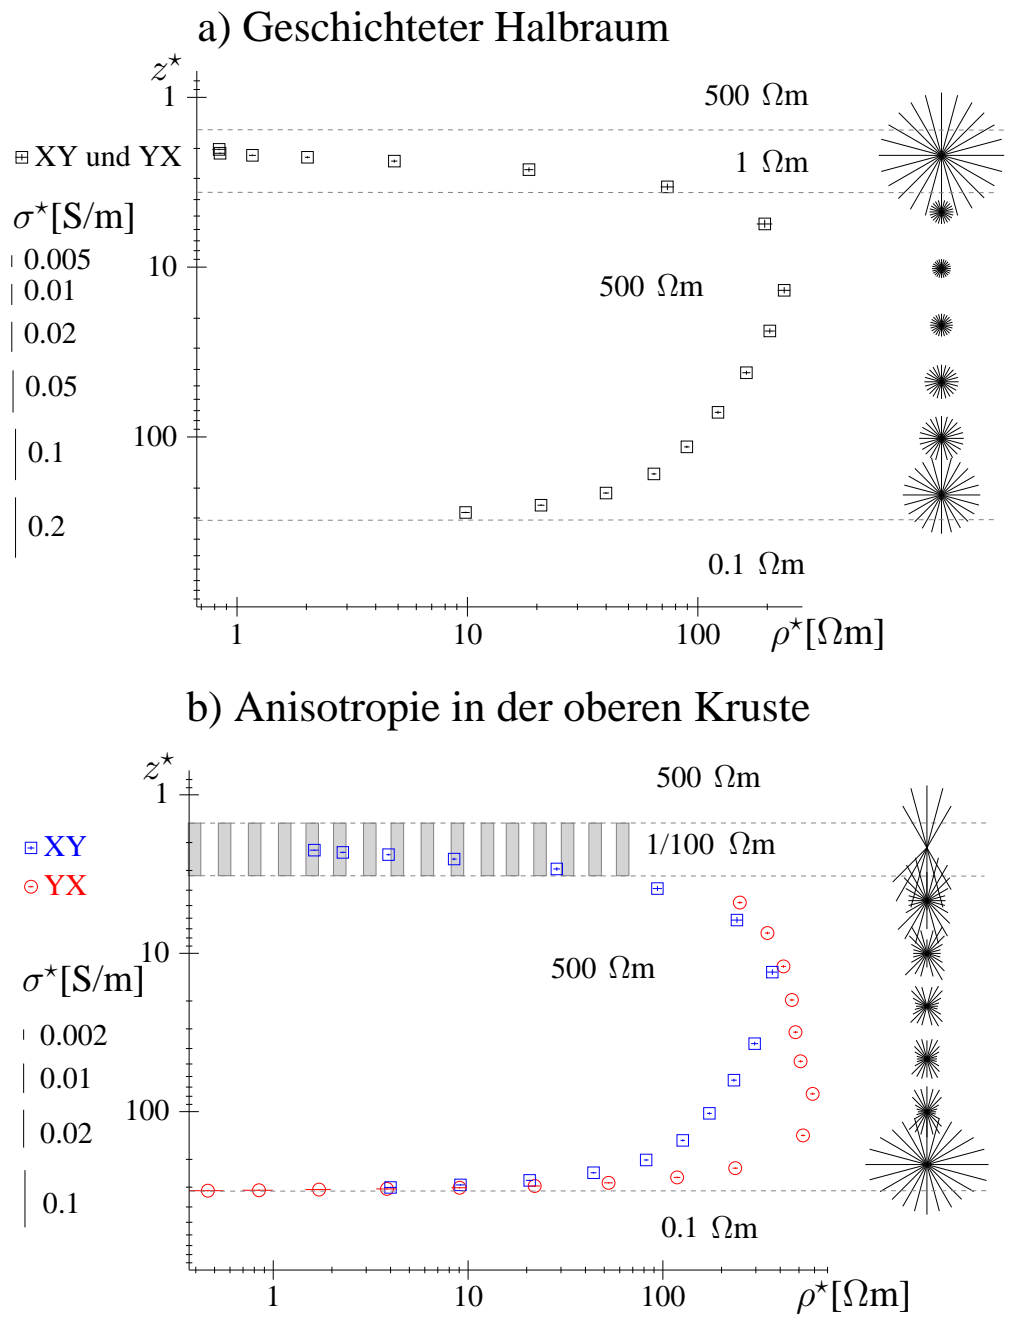 a) Geschichteter Halbraum
z*
1
10
100
500 Ωm
1 Ωm
500 Ωm
0.1 Ωm
XY und YX
σ*[S/m]
0.005
0.01
0.02
0.05
0.1
0.2
1 10 100 ρ*[Ωm]
b) Anisotropie in der oberen Kruste
z*
1
10
100
500 Ωm
1/100 Ωm
500 Ωm
0.1 Ωm
XY
YX
σ*[S/m]
0.002
0.01
0.02
0.1
1 10 100 ρ*[Ωm]